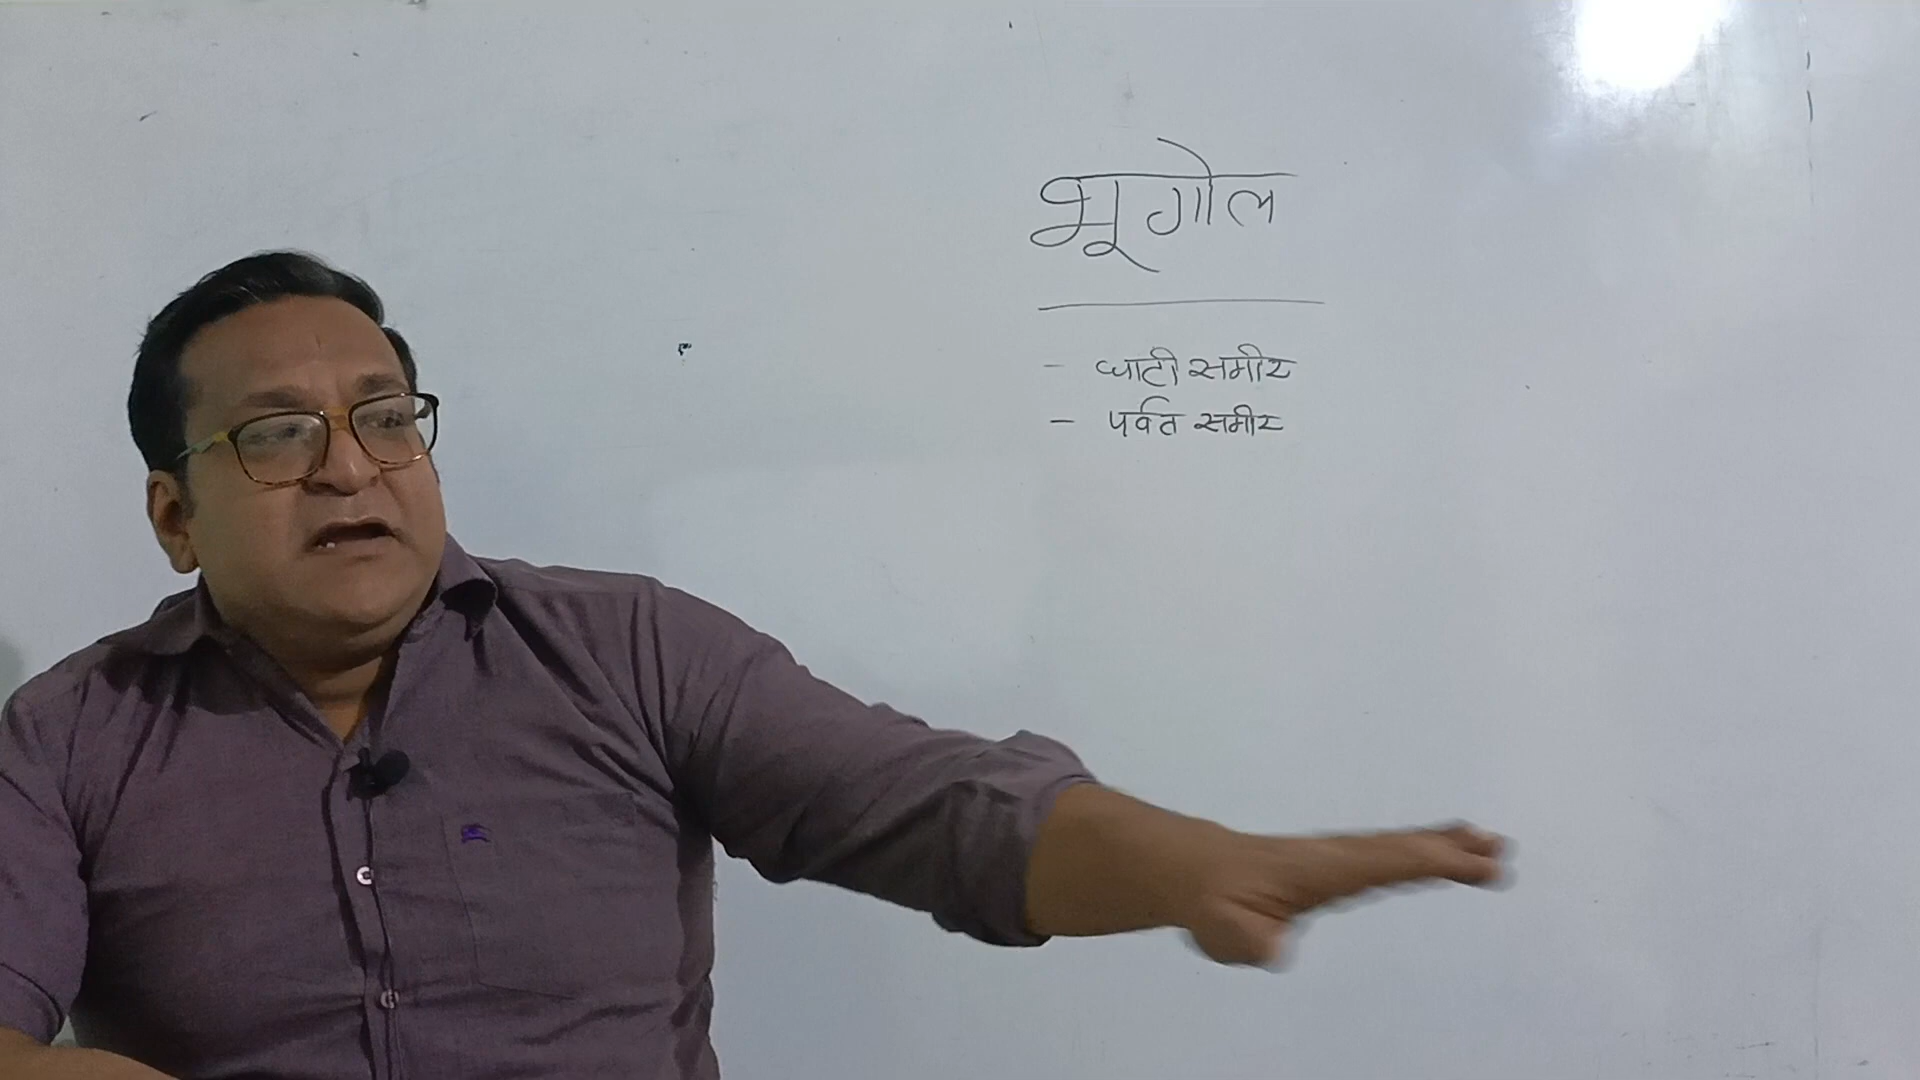 भूगोल
- घाटी समीर
- पर्वत समीर